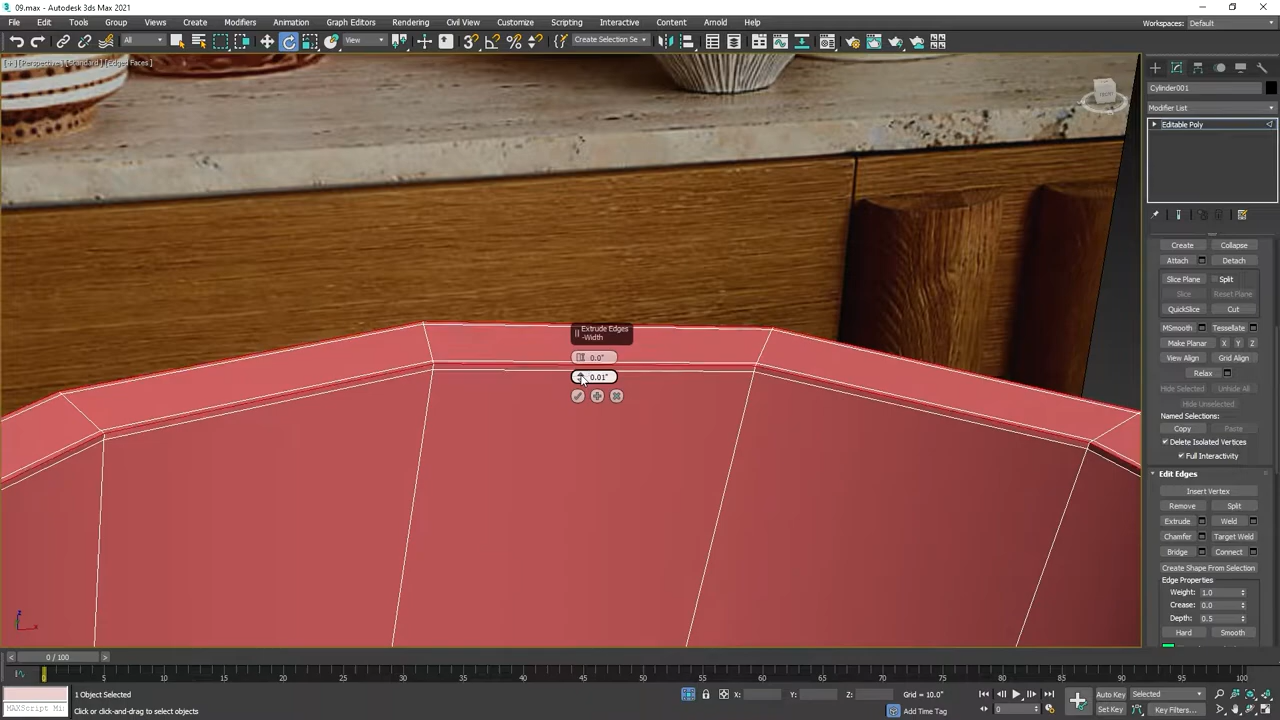 09.max - Autodesk 3ds Max 2021
File Edit Tools Group Views Create Modifiers Animation Graph Editors Rendering Civil View Customize Scripting Interactive Content Arnold Help
Workspaces: Default
All
View
Create Selection Se
[+] [Perspective] [Standard] [Edged Faces]
Cylinder001
Modifier List
Editable Poly
Create Collapse
Attach Detach
Slice Plane Split
Slice Reset Plane
QuickSlice Cut
MSmooth Tessellate
Make Planar X Y Z
View Align Grid Align
Relax
Hide Selected Unhide All
Hide Unselected
Named Selections:
Copy Paste
Delete Isolated Vertices
Full Interactivity
Edit Edges
Insert Vertex
Remove Split
Extrude Weld
Chamfer Target Weld
Bridge Connect
Create Shape From Selection
Edge Properties
Weight: 1.0
Crease: 0.0
Depth: 0.5
Hard Smooth
Extrude Edges
-Width
0.0"
0.01"
z
x
< 0 / 100 >
0 5 10 15 20 25 30 35 40 45 50 55 60 65 70 75 80 85 90 95 100
1 Object Selected
X: Y: Z: Grid = 10.0"
Auto Key Selected
MAXScript Mi
Click or click-and-drag to select objects
Add Time Tag
0
Set Key Key Filters...